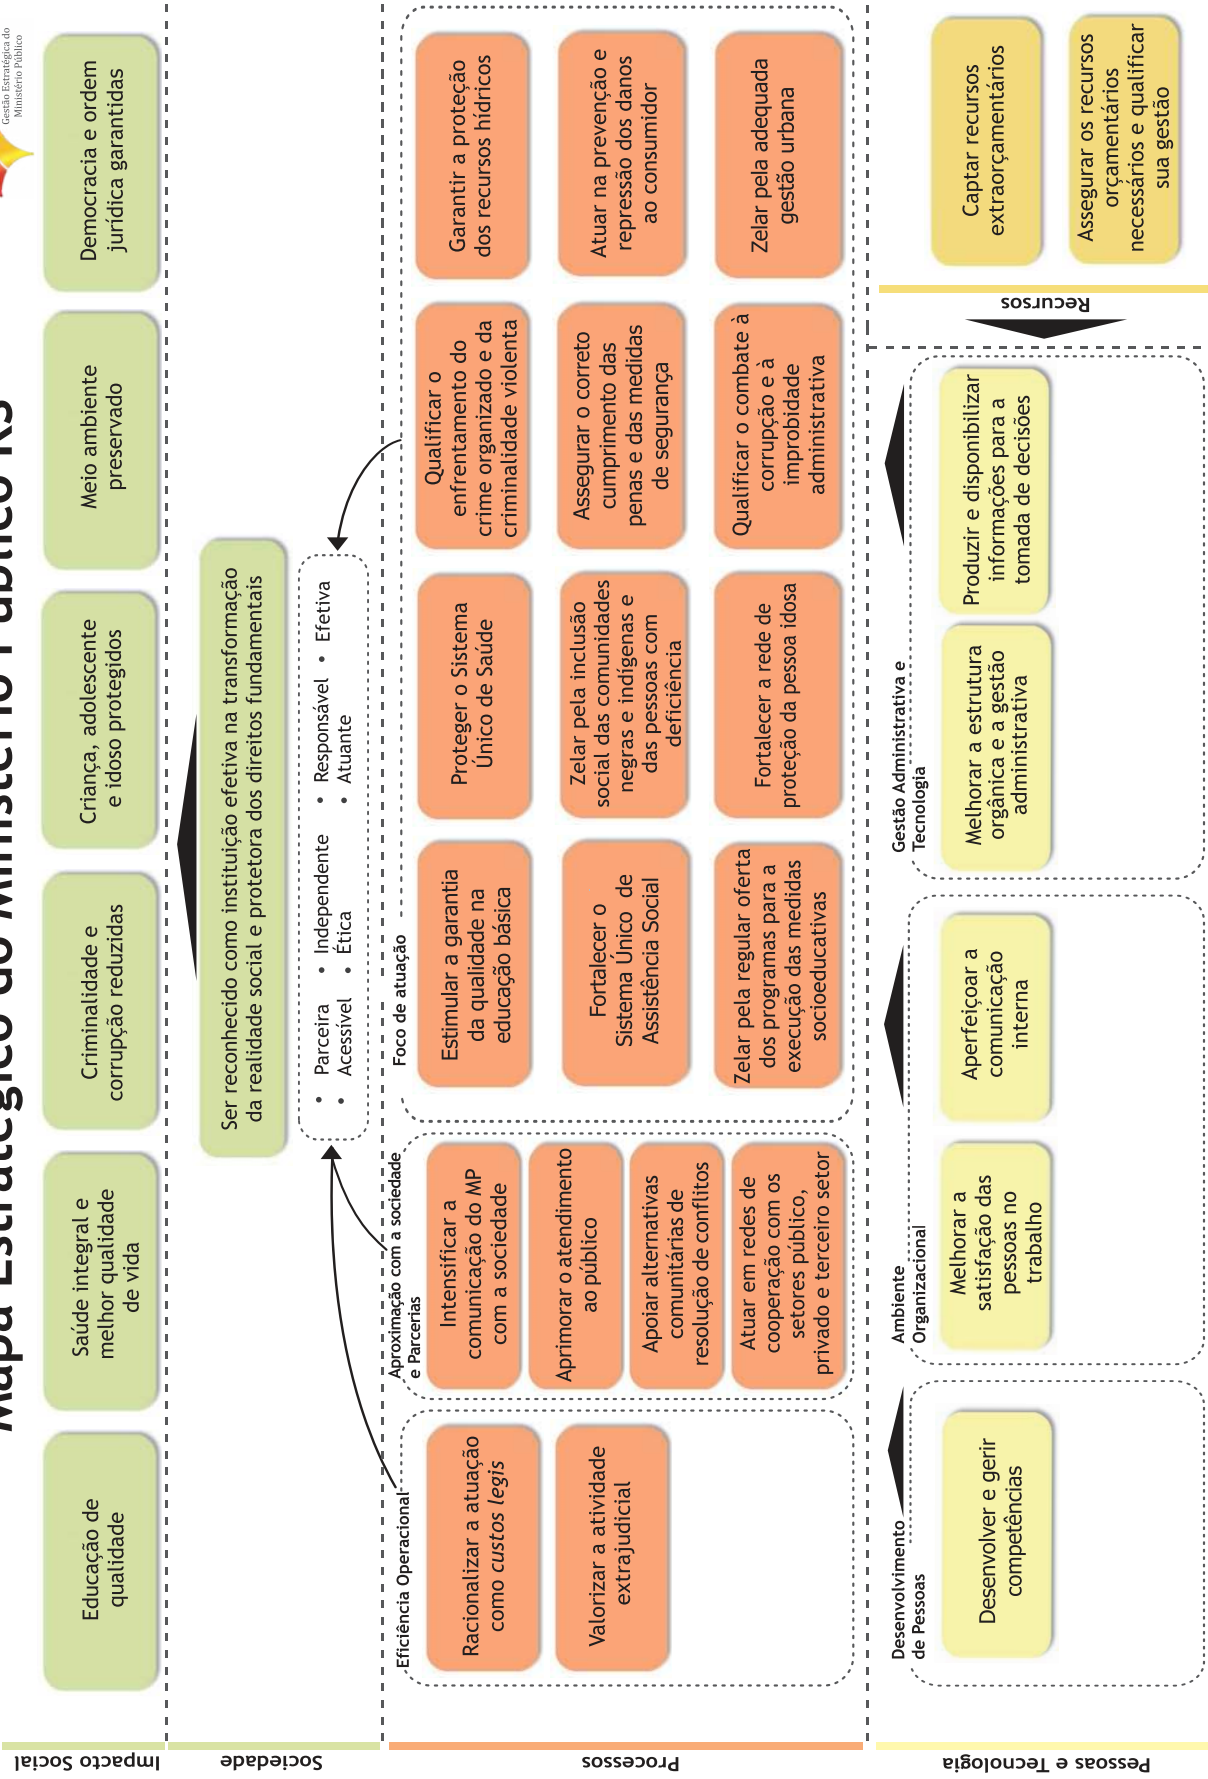 Mapa Estratégico do Ministério Público RS
Gestão Estratégica do
Ministério Público
Impacto Social
Educação de
qualidade
Saúde integral e
melhor qualidade
de vida
Criminalidade e
corrupção reduzidas
Criança, adolescente
e idoso protegidos
Meio ambiente
preservado
Democracia e ordem
jurídica garantidas
Sociedade
Ser reconhecido como instituição efetiva na transformação
da realidade social e protetora dos direitos fundamentais
• Parceira • Independente • Responsável • Efetiva
• Acessível • Ética • Atuante
Processos
Eficiência Operacional
Racionalizar a atuação
como custos legis
Valorizar a atividade
extrajudicial
Aproximação com a sociedade
e Parcerias
Intensificar a
comunicação do MP
com a sociedade
Aprimorar o atendimento
ao público
Apoiar alternativas
comunitárias de
resolução de conflitos
Atuar em redes de
cooperação com os
setores público,
privado e terceiro setor
Foco de atuação
Estimular a garantia
da qualidade na
educação básica
Proteger o Sistema
Único de Saúde
Qualificar o
enfrentamento do
crime organizado e da
criminalidade violenta
Garantir a proteção
dos recursos hídricos
Fortalecer o
Sistema Único de
Assistência Social
Zelar pela inclusão
social das comunidades
negras e indígenas e
das pessoas com
deficiência
Assegurar o correto
cumprimento das
penas e das medidas
de segurança
Atuar na prevenção e
repressão dos danos
ao consumidor
Zelar pela regular oferta
dos programas para a
execução das medidas
socioeducativas
Fortalecer a rede de
proteção da pessoa idosa
Qualificar o combate à
corrupção e à
improbidade
administrativa
Zelar pela adequada
gestão urbana
Pessoas e Tecnologia
Desenvolvimento
de Pessoas
Desenvolver e gerir
competências
Ambiente
Organizacional
Melhorar a
satisfação das
pessoas no
trabalho
Aperfeiçoar a
comunicação
interna
Gestão Administrativa e
Tecnologia
Melhorar a estrutura
orgânica e a gestão
administrativa
Produzir e disponibilizar
informações para a
tomada de decisões
Recursos
Captar recursos
extraorçamentários
Assegurar os recursos
orçamentários
necessários e qualificar
sua gestão